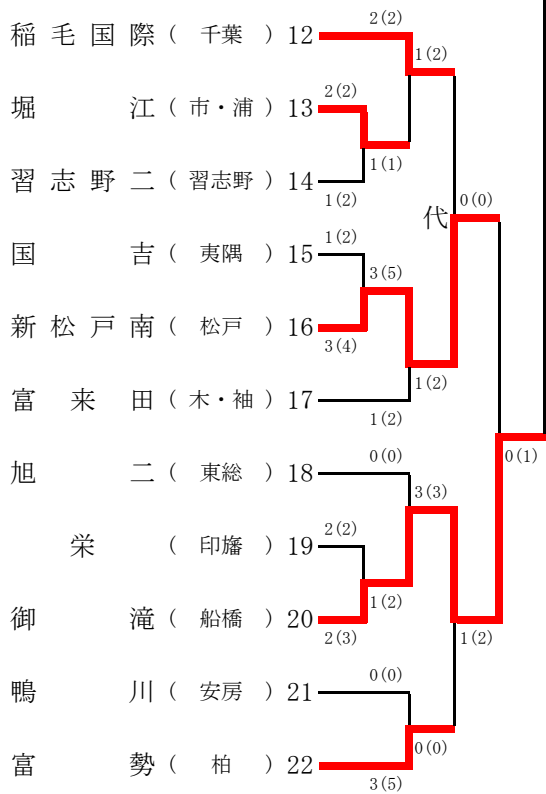 稲毛国際（千葉）12
堀江（市・浦）13
習志野二（習志野）14
国吉（夷隅）15
新松戸南（松戸）16
富来田（木・袖）17
旭二（東総）18
栄（印旛）19
御滝（船橋）20
鴨川（安房）21
富勢（柏）22
2(2)
1(2)
2(2)
1(1)
1(2)
0(0)
代
1(2)
3(5)
3(4)
1(2)
1(2)
0(0)
0(1)
3(3)
2(2)
1(2)
2(3)
1(2)
0(0)
0(0)
3(5)